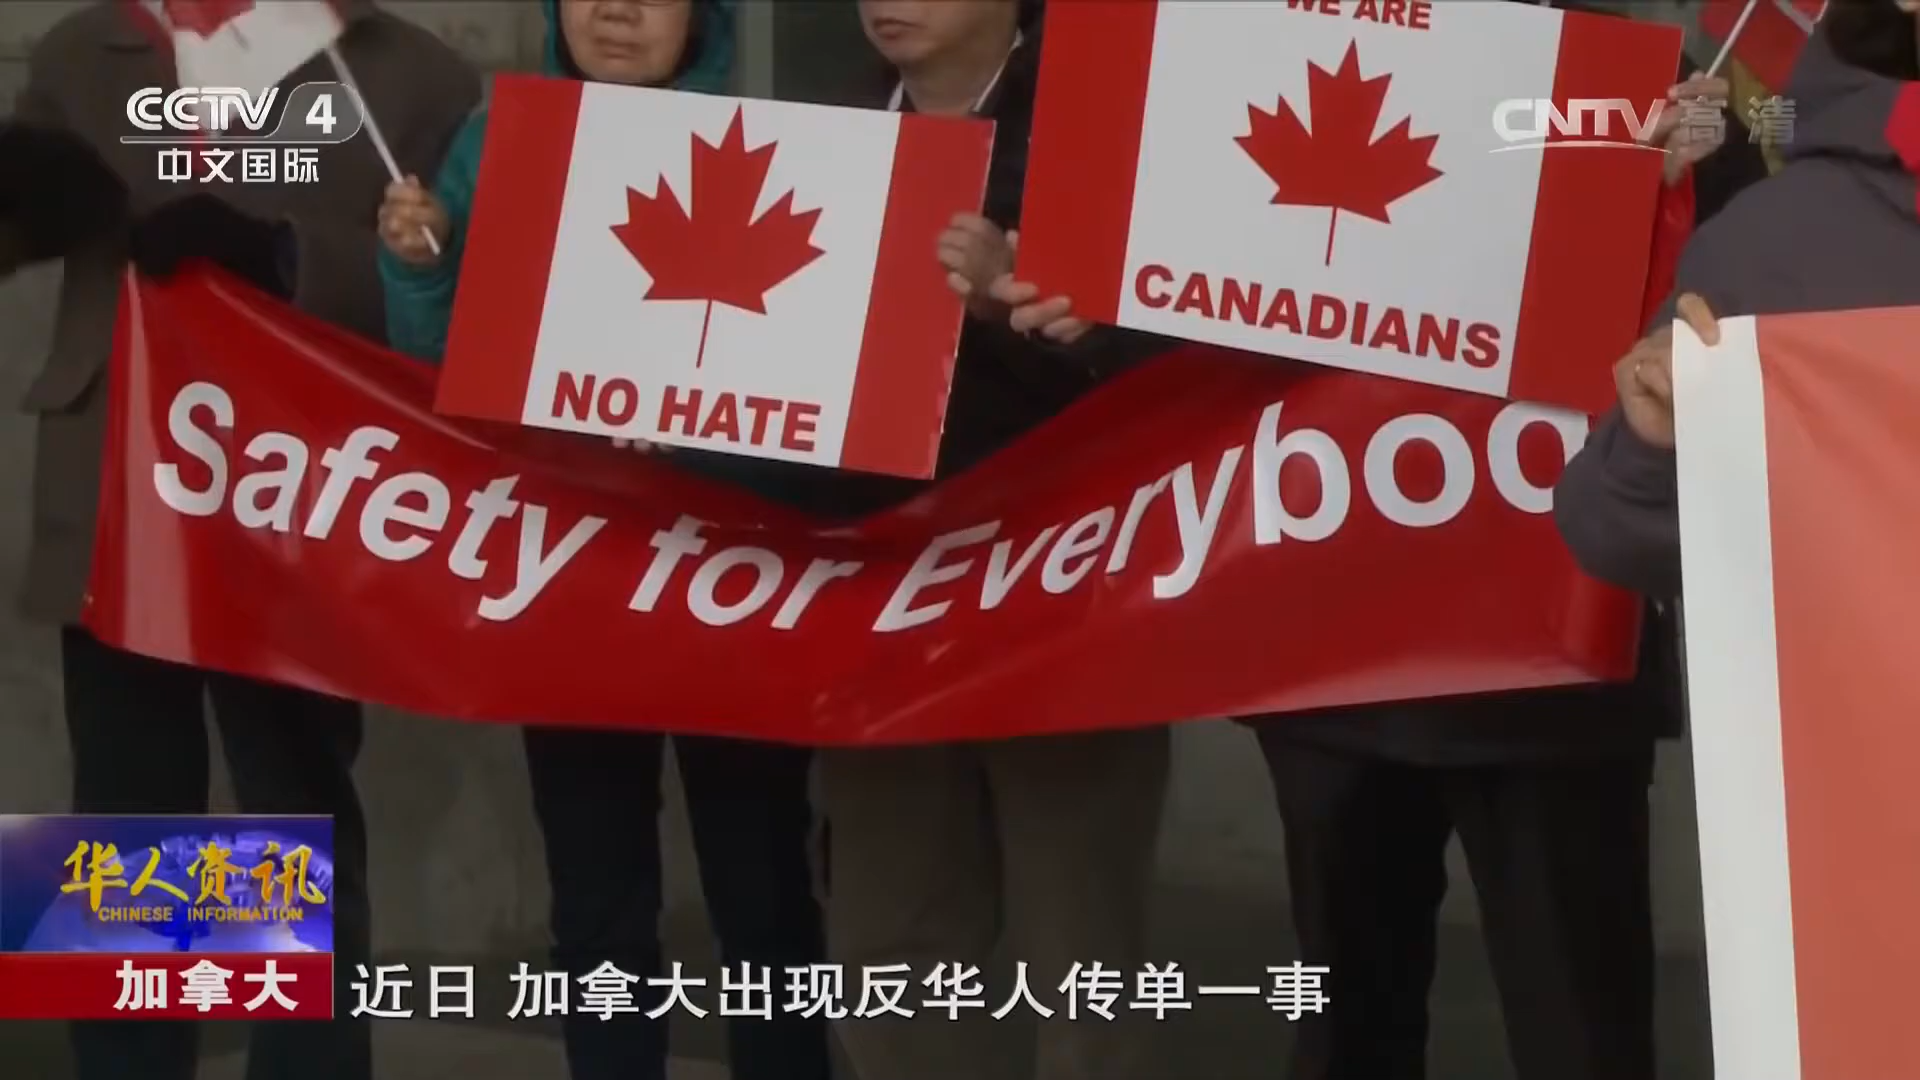 CCTV 4
中文国际
CNTV 高清
WE ARE
CANADIANS
NO HATE
Safety for Everybod
华人资讯
CHINESE INFORMATION
加拿大
近日 加拿大出现反华人传单一事